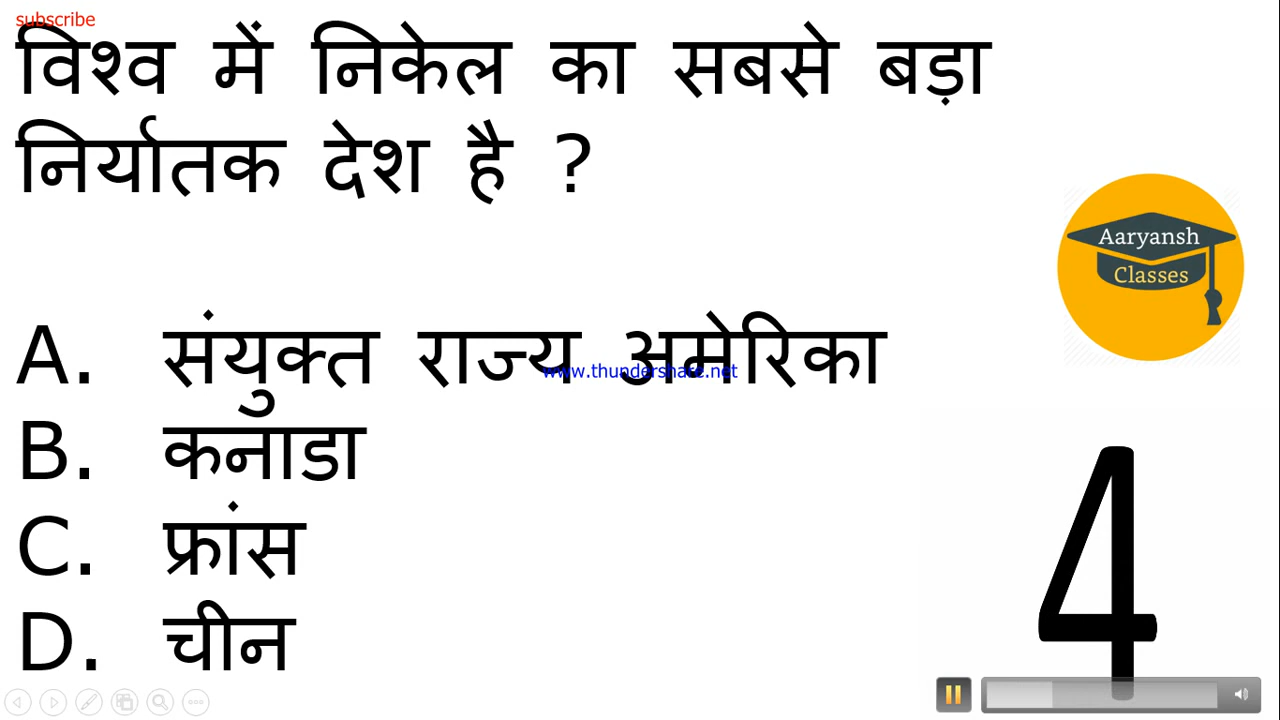 subscribe
विश्व में निकेल का सबसे बड़ा
निर्यातक देश है ?
Aaryansh
Classes
A. संयुक्त राज्य अमेरिका
www.thundershare.net
B. कनाडा
C. फ्रांस
D. चीन
4